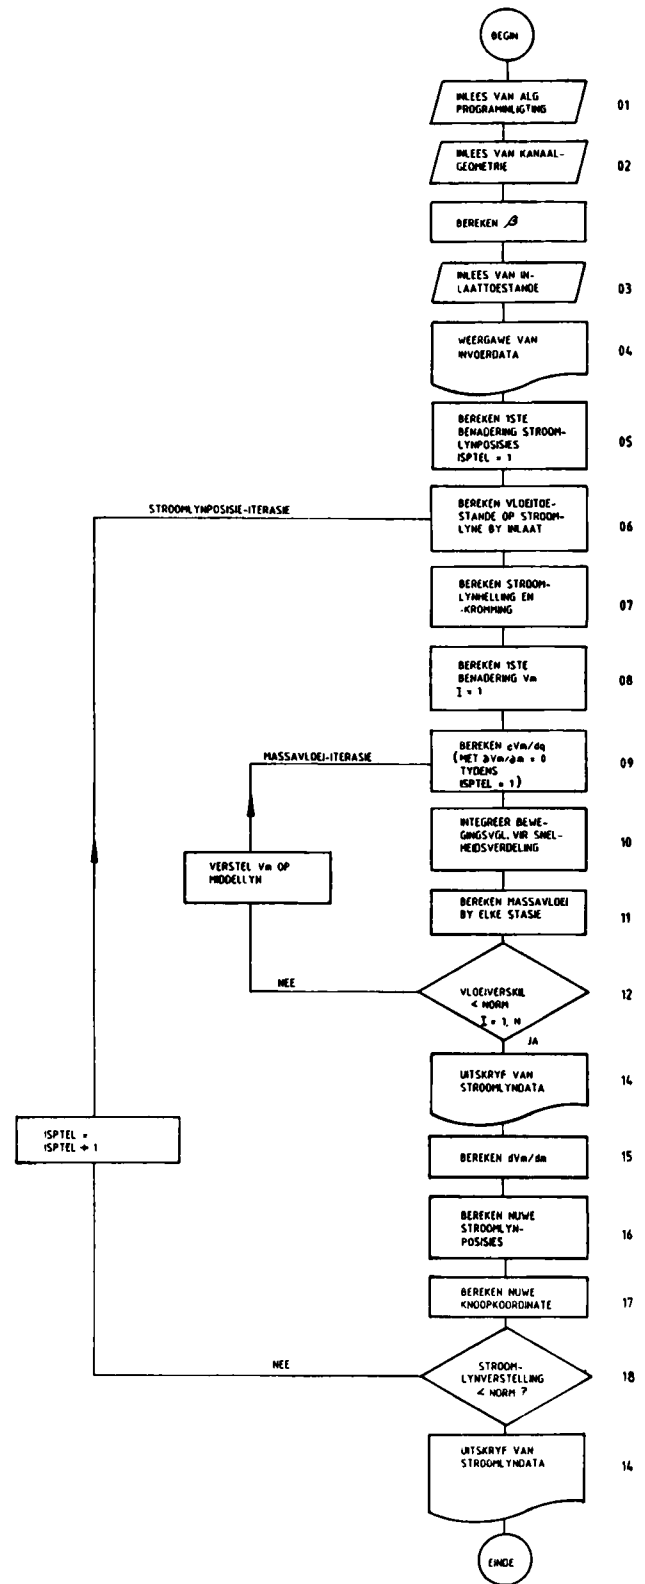 BEGIN
INLEES VAN ALG
PROGRAMINLIGTING
01
INLEES VAN KANAAL-
GEOMETRIE
02
BEREKEN β
INLEES VAN IN-
LAATTOESTANDE
03
WEERGAWE VAN
INVOERDATA
04
BEREKEN 1STE
BENADERING STROOM-
LYNPOSISIES
ISPTEL = 1
05
STROOMLYNPOSISIE-ITERASIE
BEREKEN VLOEITOE-
STANDE OP STROOM-
LYNE BY INLAAT
06
BEREKEN STROOM-
LYNHELLING EN
-KROMMING
07
BEREKEN 1STE
BENADERING Vm
I = 1
08
MASSAVLOEI-ITERASIE
BEREKEN cVm/dq
(MET ∂Vm/∂m = 0
TYDENS
ISPTEL = 1)
09
INTEGREER BEWE-
GINGSVGL. VIR SNEL-
HEIDSVERDELING
10
VERSTEL Vm OP
MIDDELLYN
BEREKEN MASSAVLOEI
BY ELKE STASIE
11
NEE
VLOEIVERSKIL
< NORM
I = 1, N
12
JA
UITSKRYF VAN
STROOMLYNDATA
14
ISPTEL =
ISPTEL + 1
BEREKEN dVm/dm
15
BEREKEN NUWE
STROOMLYN-
POSISIES
16
BEREKEN NUWE
KNOOPKOORDINATE
17
NEE
STROOM-
LYNVERSTELLING
< NORM ?
18
UITSKRYF VAN
STROOMLYNDATA
14
EINDE